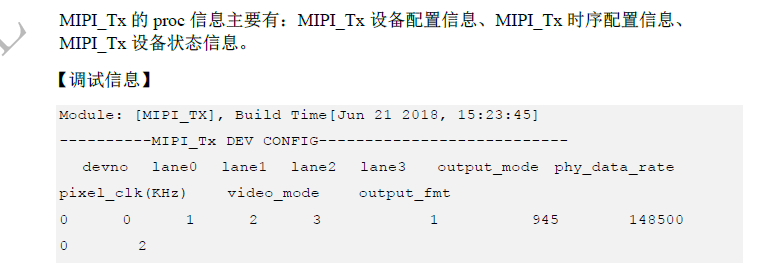 MIPI_Tx 的 proc 信息主要有：MIPI_Tx 设备配置信息、MIPI_Tx 时序配置信息、
MIPI_Tx 设备状态信息。
【调试信息】
Module: [MIPI_TX], Build Time[Jun 21 2018, 15:23:45]
----------MIPI_Tx DEV CONFIG---------------------------
devno lane0 lane1 lane2 lane3 output_mode phy_data_rate
pixel_clk(KHz) video_mode output_fmt
0 0 1 2 3 1 945 148500
0 2